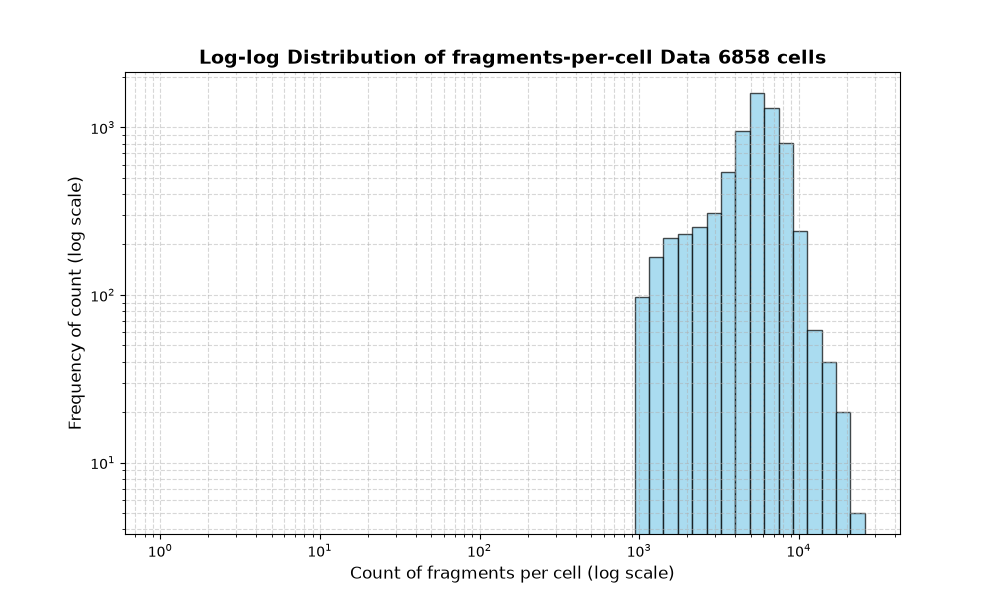 Log-log Distribution of fragments-per-cell Data 6858 cells
Frequency of count (log scale)
10³
10²
10¹
10⁰
10¹
10²
10³
10⁴
Count of fragments per cell (log scale)